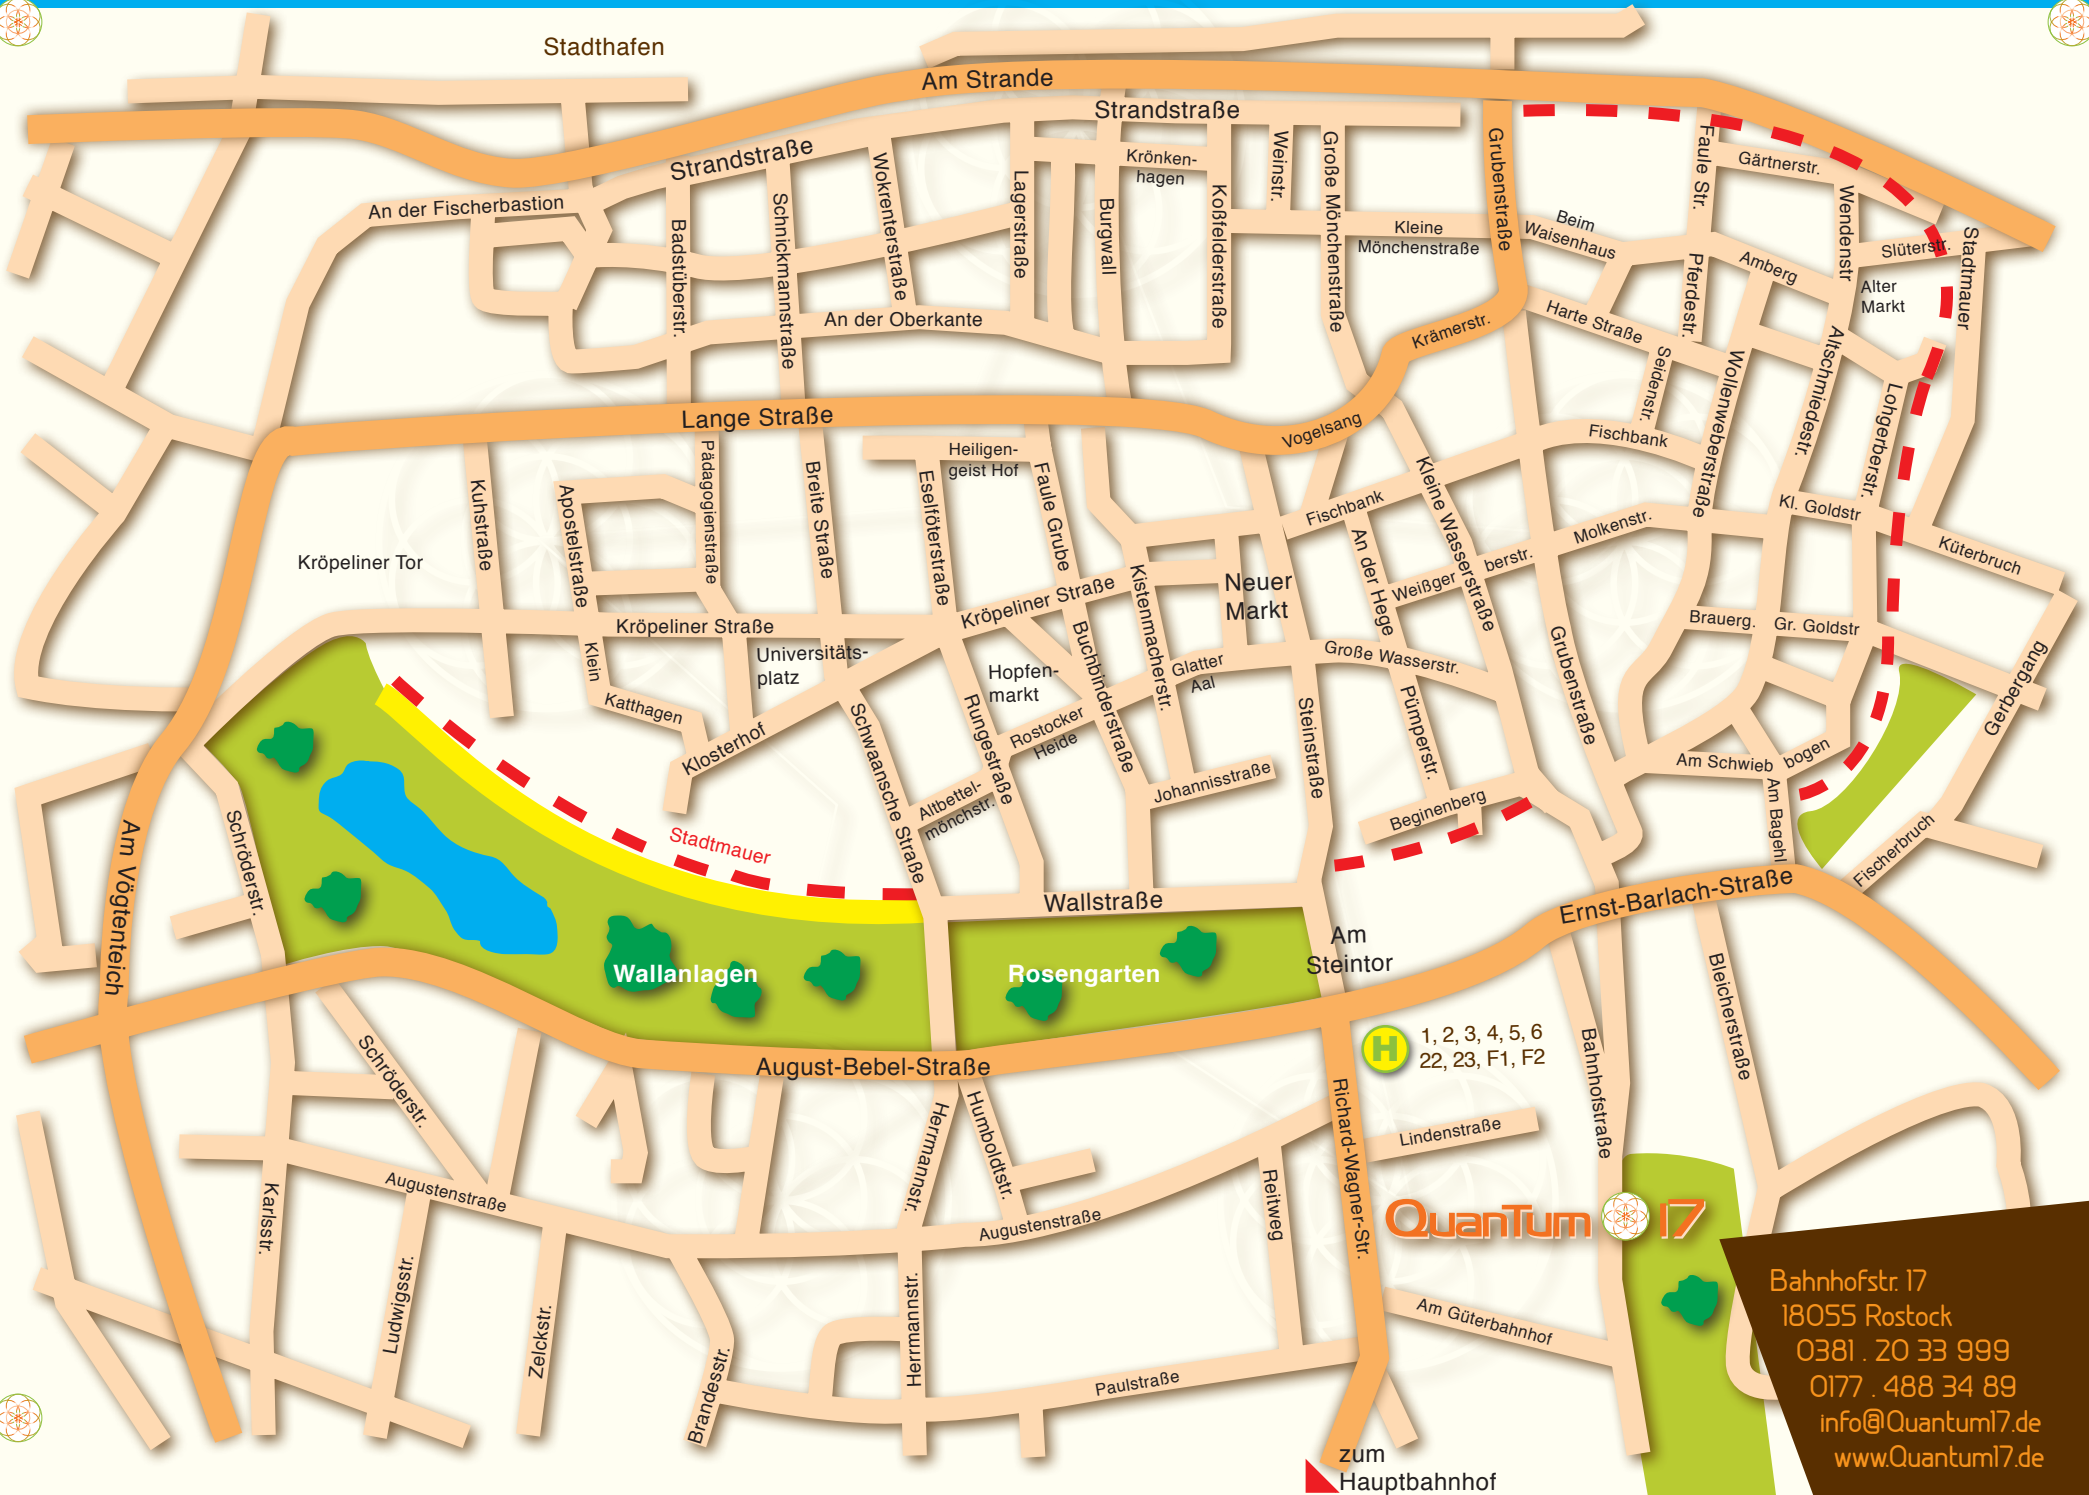 Stadthafen
Am Strande
Strandstraße
Strandstraße
An der Fischerbastion
Badstüberstr.
Schnickmannstraße
Wokrenterstraße
Lagerstraße
Burgwall
Krönken-
hagen
Koßfelderstraße
Weinstr.
Große Mönchenstraße
Kleine
Mönchenstraße
Grubenstraße
Beim
Waisenhaus
Faule Str.
Gärtnerstr.
Wendenstr
Slüterstr.
Stadtmauer
Alter
Markt
Amberg
Pferdestr.
Harte Straße
Seidenstr.
Wollenweberstraße
Altschmiedestr.
Lohgerberstr.
Krämerstr.
An der Oberkante
Lange Straße
Vogelsang
Fischbank
Fischbank
Heiligen-
geist Hof
Kuhstraße
Apostelstraße
Pädagogienstraße
Breite Straße
Eselföterstraße
Faule Grube
Kröpeliner Tor
Kröpeliner Straße
Kröpeliner Straße
Kistenmacherstr.
Neuer
Markt
An der Hege
Kleine Wasserstraße
Weißger
berstr.
Molkenstr.
Kl. Goldstr
Küterbruch
Brauerg.
Gr. Goldstr
Gerbergang
Grubenstraße
Große Wasserstr.
Klein
Katthagen
Universitäts-
platz
Klosterhof
Hopfen-
markt
Buchbinderstraße
Glatter
Aal
Rostocker
Heide
Rungestraße
Schwaansche Straße
Altbettel-
mönchstr.
Johannisstraße
Steinstraße
Pümperstr.
Beginenberg
Am Schwieb
bogen
Am Bagehl
Fischerbruch
Stadtmauer
Schröderstr.
Am Vögtenteich
Wallstraße
Am
Steintor
Ernst-Barlach-Straße
Wallanlagen
Rosengarten
August-Bebel-Straße
H
1, 2, 3, 4, 5, 6
22, 23, F1, F2
Bahnhofstraße
Bleicherstraße
Schröderstr.
Herrmannstr.
Humboldtstr.
Richard-Wagner-Str.
Lindenstraße
Reitweg
Augustenstraße
Augustenstraße
Karlsstr.
Ludwigsstr.
Zelckstr.
Brandesstr.
Herrmannstr.
Paulstraße
Am Güterbahnhof
QuanTum 17
zum
Hauptbahnhof
Bahnhofstr. 17
18055 Rostock
0381 . 20 33 999
0177 . 488 34 89
info@Quantum17.de
www.Quantum17.de